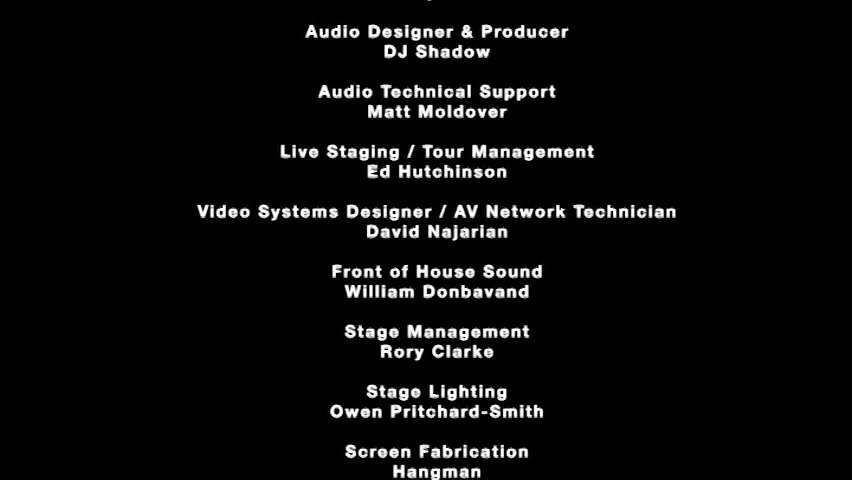 Audio Designer & Producer
DJ Shadow
Audio Technical Support
Matt Moldover
Live Staging / Tour Management
Ed Hutchinson
Video Systems Designer / AV Network Technician
David Najarian
Front of House Sound
William Donbavand
Stage Management
Rory Clarke
Stage Lighting
Owen Pritchard-Smith
Screen Fabrication
Hangman